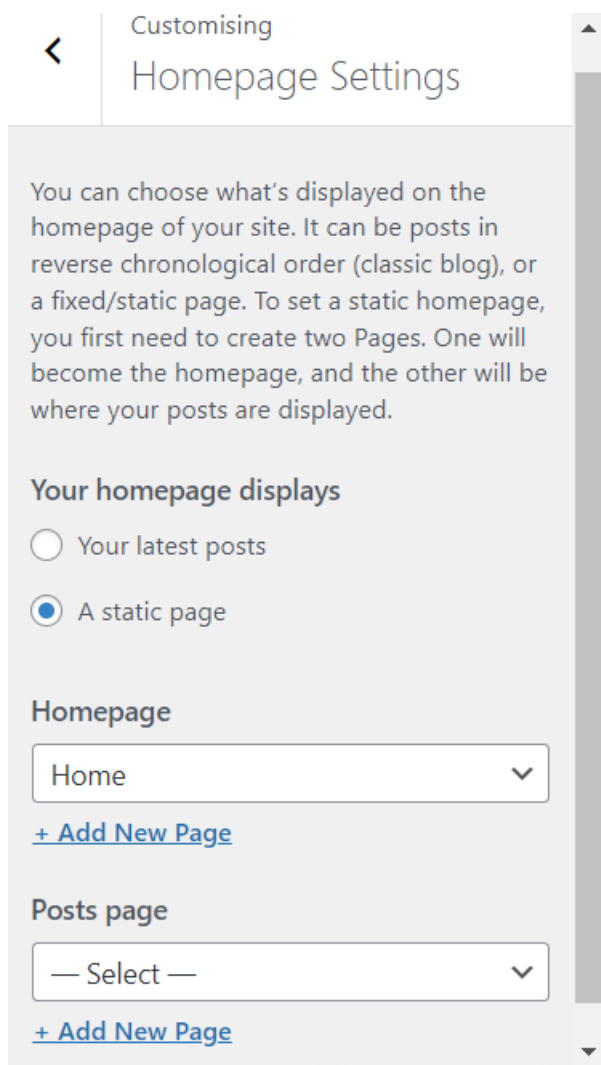 Customising
Homepage Settings
You can choose what's displayed on the
homepage of your site. It can be posts in
reverse chronological order (classic blog), or
a fixed/static page. To set a static homepage,
you first need to create two Pages. One will
become the homepage, and the other will be
where your posts are displayed.
Your homepage displays
Your latest posts
A static page
Homepage
Home
+ Add New Page
Posts page
— Select —
+ Add New Page